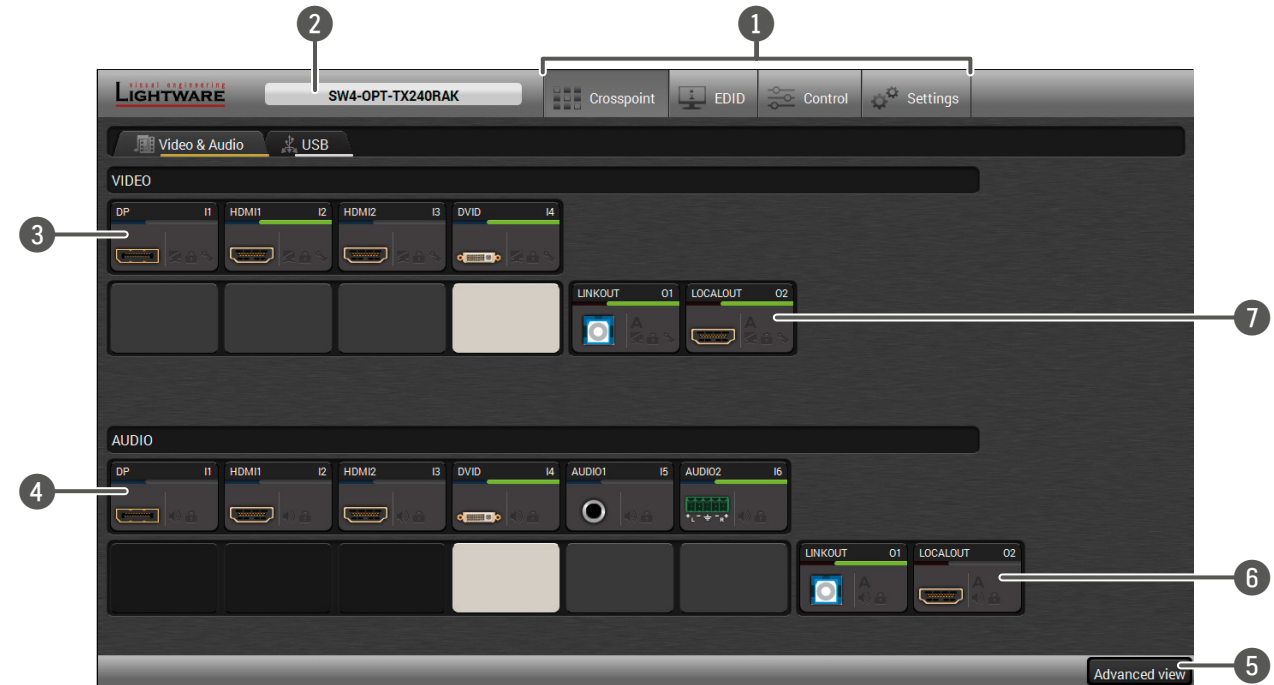 2
1
visual engineering
LIGHTWARE
SW4-OPT-TX240RAK
Crosspoint
EDID
Control
Settings
Video & Audio
USB
VIDEO
DP I1
HDMI1 I2
HDMI2 I3
DVID I4
3
LINKOUT O1
LOCALOUT O2
A
A
7
AUDIO
DP I1
HDMI1 I2
HDMI2 I3
DVID I4
AUDIO1 I5
AUDIO2 I6
4
L R
LINKOUT O1
LOCALOUT O2
A
A
6
Advanced view
5